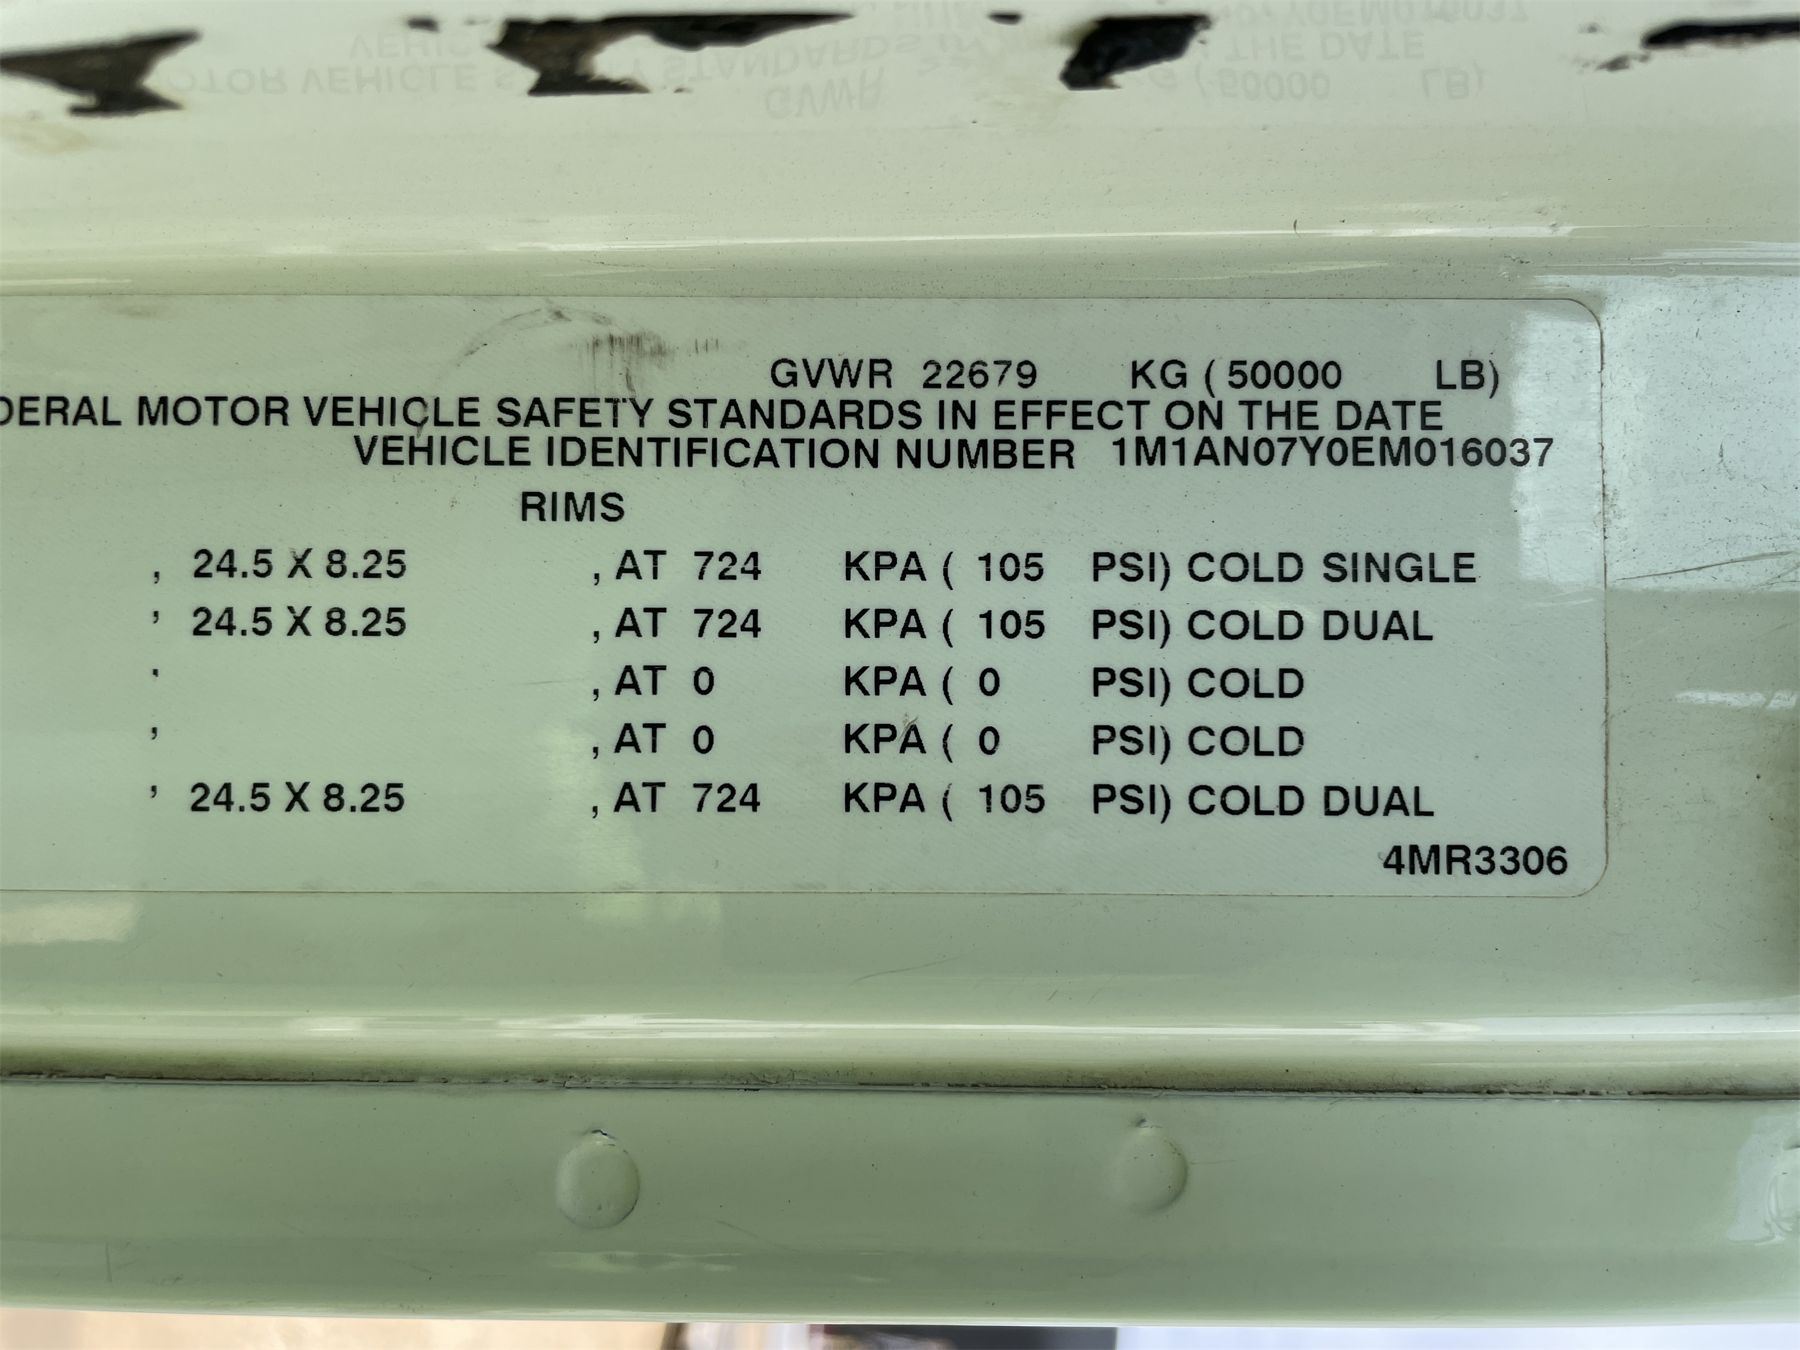 GVWR 22679 KG ( 50000 LB)
DERAL MOTOR VEHICLE SAFETY STANDARDS IN EFFECT ON THE DATE
VEHICLE IDENTIFICATION NUMBER 1M1AN07Y0EM016037
RIMS
, 24.5 X 8.25 , AT 724 KPA ( 105 PSI) COLD SINGLE
, 24.5 X 8.25 , AT 724 KPA ( 105 PSI) COLD DUAL
, , AT 0 KPA ( 0 PSI) COLD
, , AT 0 KPA ( 0 PSI) COLD
, 24.5 X 8.25 , AT 724 KPA ( 105 PSI) COLD DUAL
4MR3306